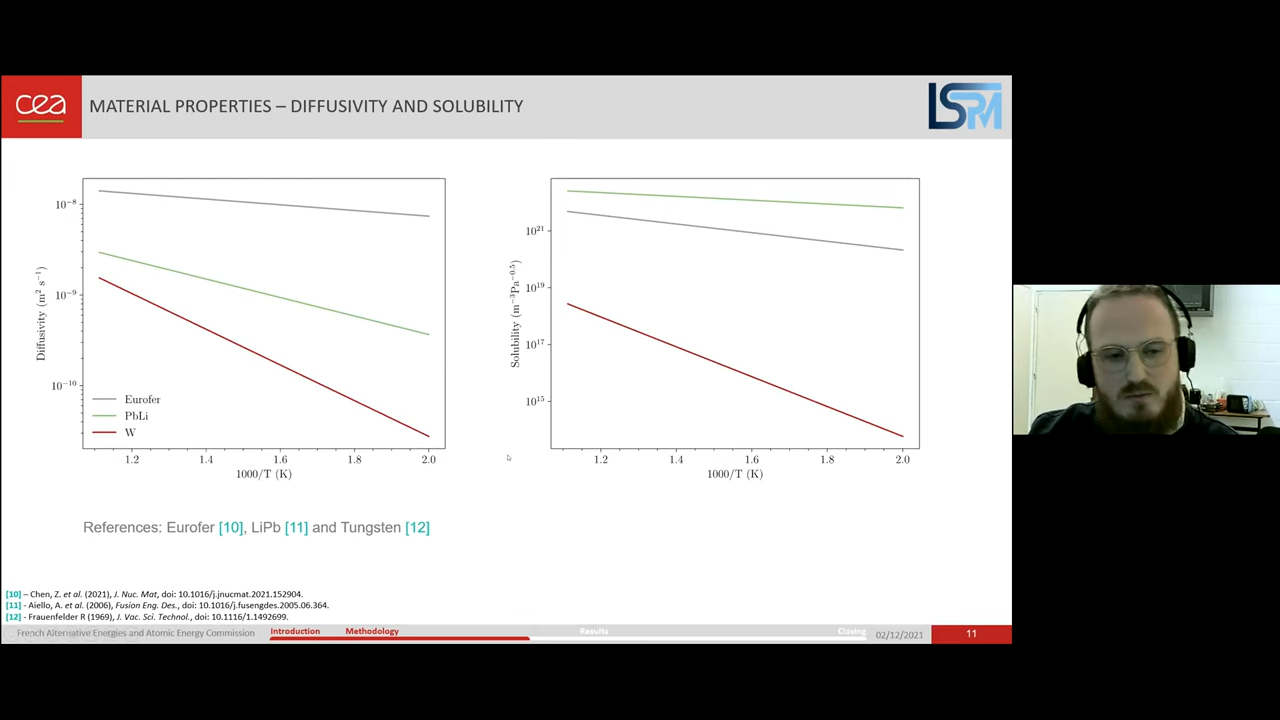 cea
MATERIAL PROPERTIES – DIFFUSIVITY AND SOLUBILITY
LSPM
Diffusivity (m² s⁻¹)
10⁻⁸
10⁻⁹
10⁻¹⁰
Eurofer
PbLi
W
1.2 1.4 1.6 1.8 2.0
1000/T (K)
Solubility (m⁻³Pa⁻⁰·⁵)
10²¹
10¹⁹
10¹⁷
10¹⁵
1.2 1.4 1.6 1.8 2.0
1000/T (K)
References: Eurofer [10], LiPb [11] and Tungsten [12]
[10] – Chen, Z. et al. (2021), J. Nuc. Mat, doi: 10.1016/j.jnucmat.2021.152904.
[11] - Aiello, A. et al. (2006), Fusion Eng. Des., doi: 10.1016/j.fusengdes.2005.06.364.
[12] - Frauenfelder R (1969), J. Vac. Sci. Technol., doi: 10.1116/1.1492699.
French Alternative Energies and Atomic Energy Commission
Introduction Methodology Results Closing
02/12/2021
11